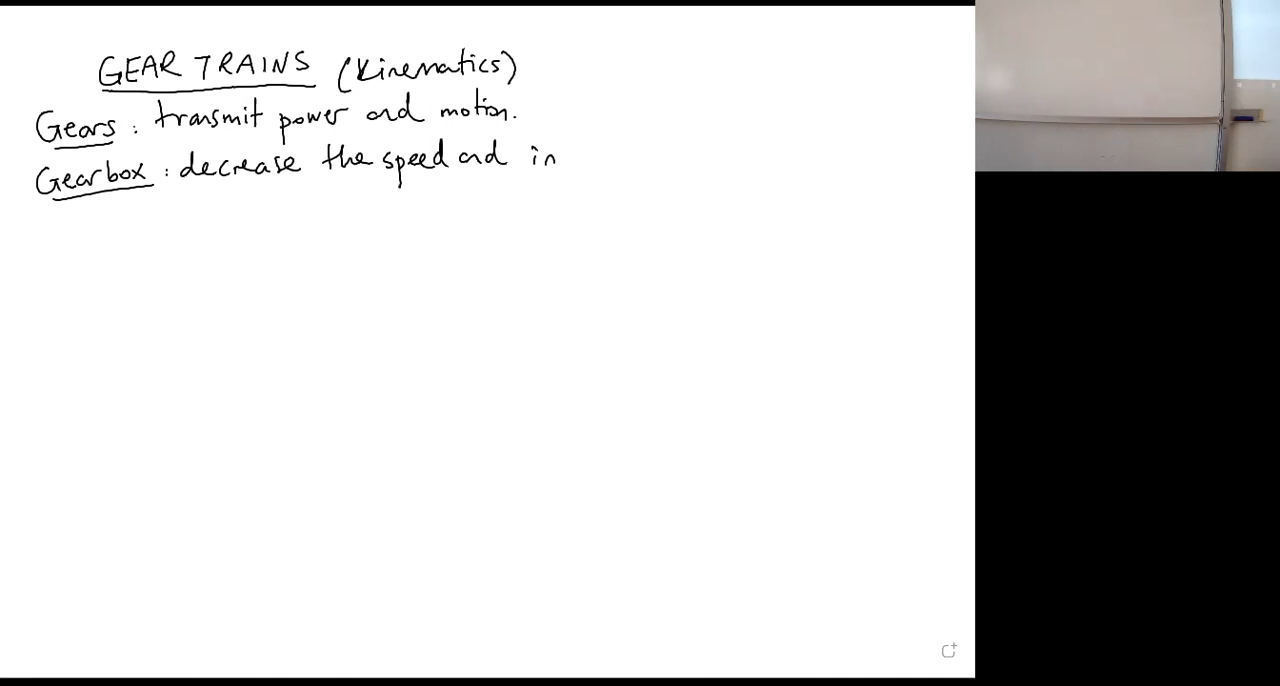 GEAR TRAINS (Kinematics)
Gears : transmit power and motion.
Gearbox : decrease the speed and in